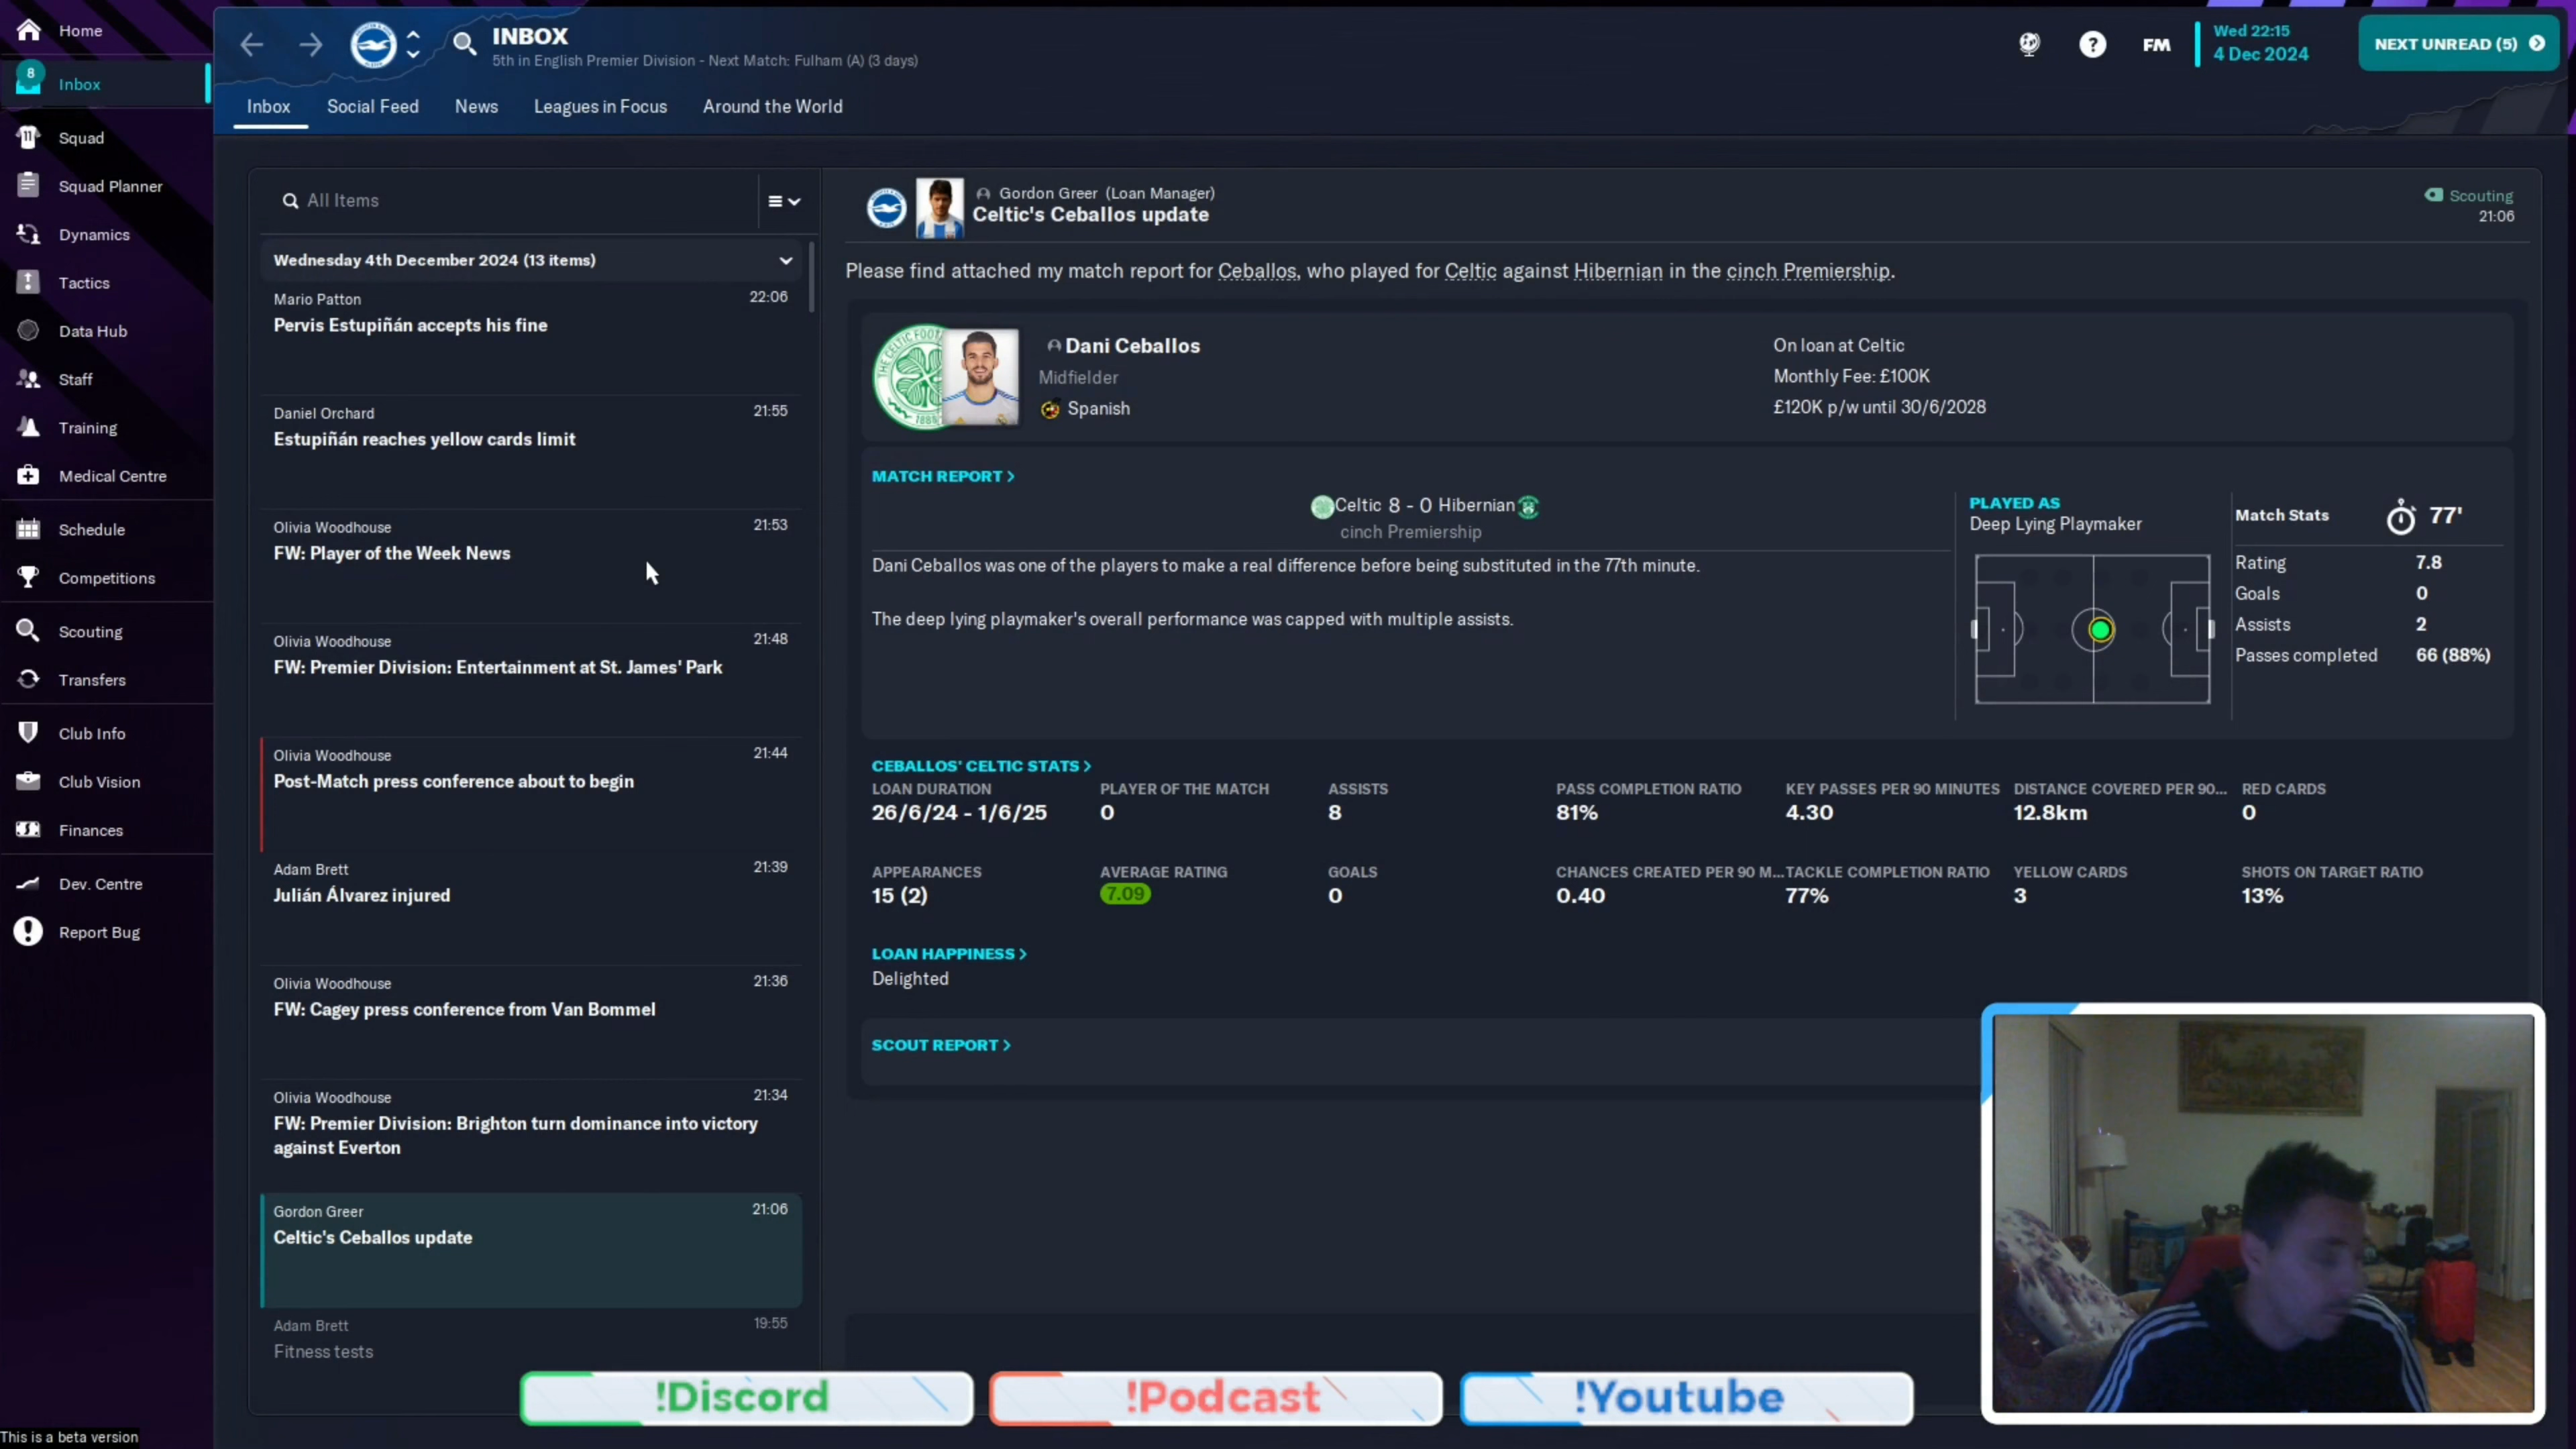 Home
8
Inbox
Squad
Squad Planner
Dynamics
Tactics
Data Hub
Staff
Training
Medical Centre
Schedule
Competitions
Scouting
Transfers
Club Info
Club Vision
Finances
Dev. Centre
Report Bug
This is a beta version
INBOX
5th in English Premier Division - Next Match: Fulham (A) (3 days)
FM
Wed 22:15
4 Dec 2024
NEXT UNREAD (5)
Inbox
Social Feed
News
Leagues in Focus
Around the World
All Items
Wednesday 4th December 2024 (13 items)
Mario Patton 22:06
Pervis Estupiñán accepts his fine
Daniel Orchard 21:55
Estupiñán reaches yellow cards limit
Olivia Woodhouse 21:53
FW: Player of the Week News
Olivia Woodhouse 21:48
FW: Premier Division: Entertainment at St. James' Park
Olivia Woodhouse 21:44
Post-Match press conference about to begin
Adam Brett 21:39
Julián Álvarez injured
Olivia Woodhouse 21:36
FW: Cagey press conference from Van Bommel
Olivia Woodhouse 21:34
FW: Premier Division: Brighton turn dominance into victory
against Everton
Gordon Greer 21:06
Celtic's Ceballos update
Adam Brett 19:55
Fitness tests
Gordon Greer (Loan Manager)
Celtic's Ceballos update
Scouting
21:06
Please find attached my match report for Ceballos, who played for Celtic against Hibernian in the cinch Premiership.
Dani Ceballos
Midfielder
Spanish
On loan at Celtic
Monthly Fee: £100K
£120K p/w until 30/6/2028
MATCH REPORT >
Celtic 8 - 0 Hibernian
cinch Premiership
Dani Ceballos was one of the players to make a real difference before being substituted in the 77th minute.
The deep lying playmaker's overall performance was capped with multiple assists.
PLAYED AS
Deep Lying Playmaker
Match Stats 77'
Rating 7.8
Goals 0
Assists 2
Passes completed 66 (88%)
CEBALLOS' CELTIC STATS >
LOAN DURATION
26/6/24 - 1/6/25
PLAYER OF THE MATCH
0
ASSISTS
8
PASS COMPLETION RATIO
81%
KEY PASSES PER 90 MINUTES
4.30
DISTANCE COVERED PER 90...
12.8km
RED CARDS
0
APPEARANCES
15 (2)
AVERAGE RATING
7.09
GOALS
0
CHANCES CREATED PER 90 M...
0.40
TACKLE COMPLETION RATIO
77%
YELLOW CARDS
3
SHOTS ON TARGET RATIO
13%
LOAN HAPPINESS >
Delighted
SCOUT REPORT >
!Discord
!Podcast
!Youtube